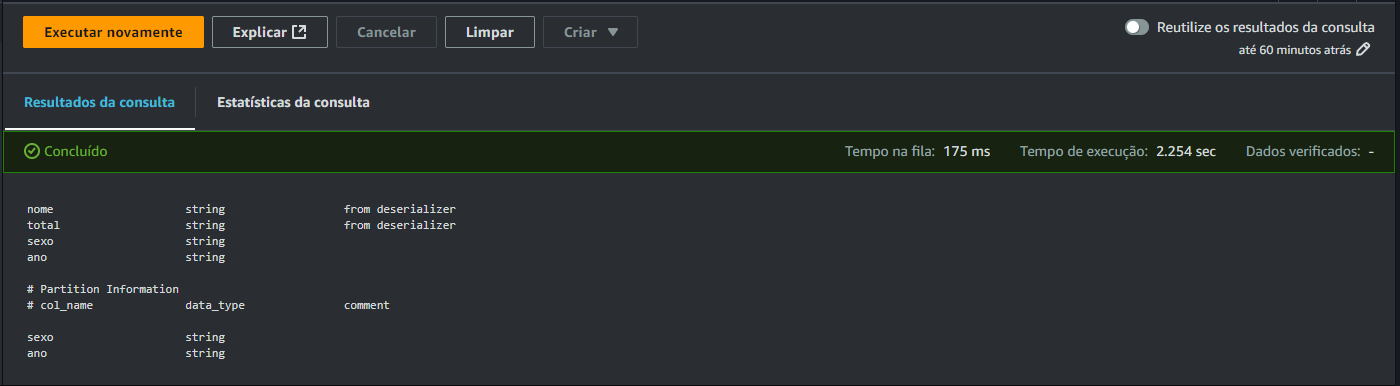 Executar novamente Explicar Cancelar Limpar Criar Reutilize os resultados da consulta
até 60 minutos atrás
Resultados da consulta Estatísticas da consulta
Concluído Tempo na fila: 175 ms Tempo de execução: 2.254 sec Dados verificados: -
nome string from deserializer
total string from deserializer
sexo string
ano string
# Partition Information
# col_name data_type comment
sexo string
ano string